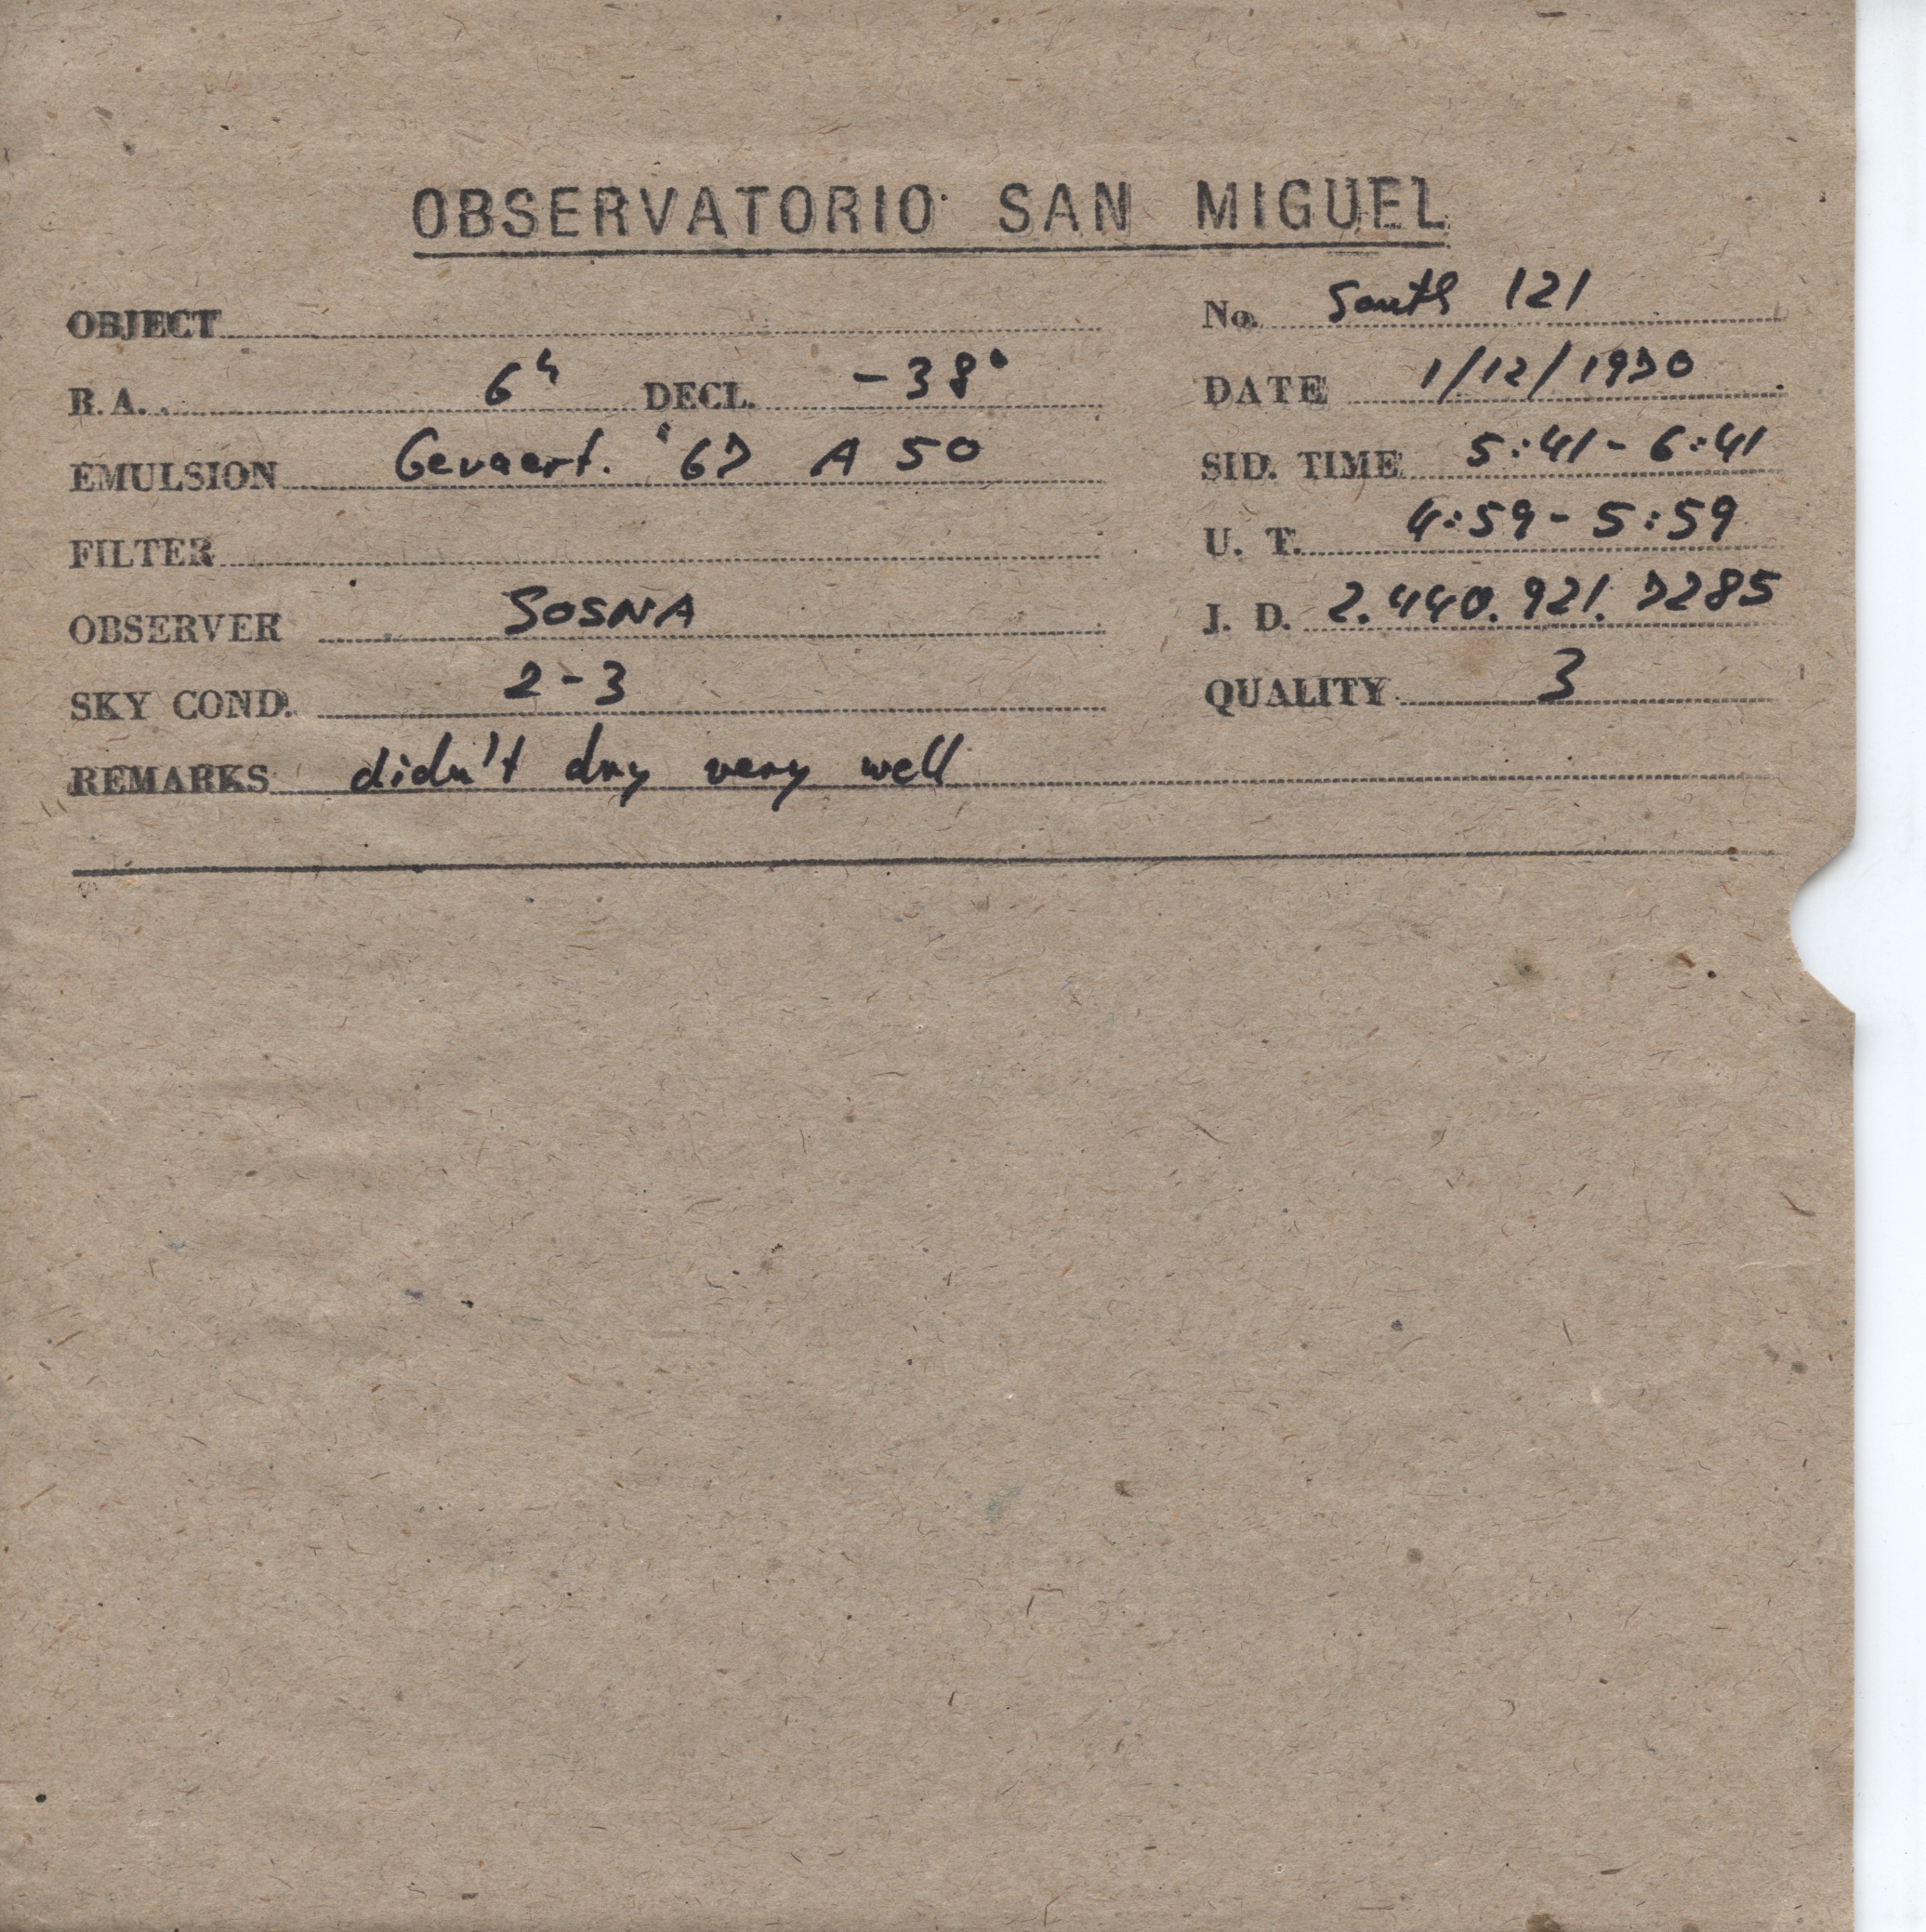 OBSERVATORIO SAN MIGUEL
OBJECT
No. South 121
R. A. 6h DECL. -38°
DATE 1/12/1970
EMULSION Gevaert. '67 A 50
SID. TIME 5:41 - 6:41
FILTER
U. T. 4:59 - 5:59
OBSERVER SOSNA
J. D. 2.440.921.7285
SKY COND. 2-3
QUALITY 3
REMARKS didn't dry very well